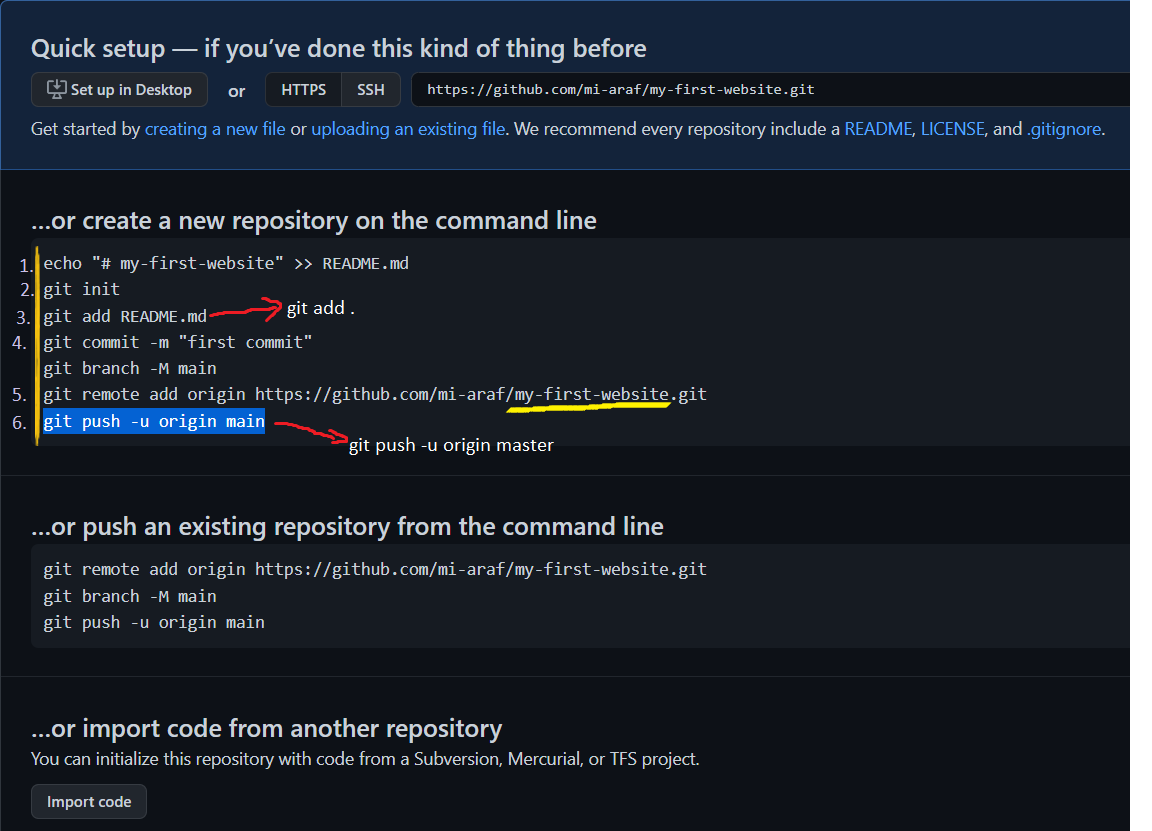 Quick setup — if you’ve done this kind of thing before
Set up in Desktop or HTTPS SSH https://github.com/mi-araf/my-first-website.git
Get started by creating a new file or uploading an existing file. We recommend every repository include a README, LICENSE, and .gitignore.
…or create a new repository on the command line
1. echo "# my-first-website" >> README.md
2. git init
3. git add README.md git add .
4. git commit -m "first commit"
git branch -M main
5. git remote add origin https://github.com/mi-araf/my-first-website.git
6. git push -u origin main
git push -u origin master
…or push an existing repository from the command line
git remote add origin https://github.com/mi-araf/my-first-website.git
git branch -M main
git push -u origin main
…or import code from another repository
You can initialize this repository with code from a Subversion, Mercurial, or TFS project.
Import code